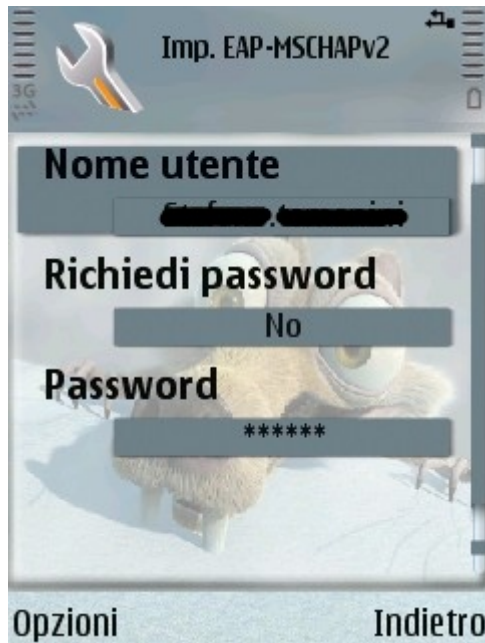 3G
Imp. EAP-MSCHAPv2
Nome utente
Richiedi password
No
Password
******
Opzioni
Indietro